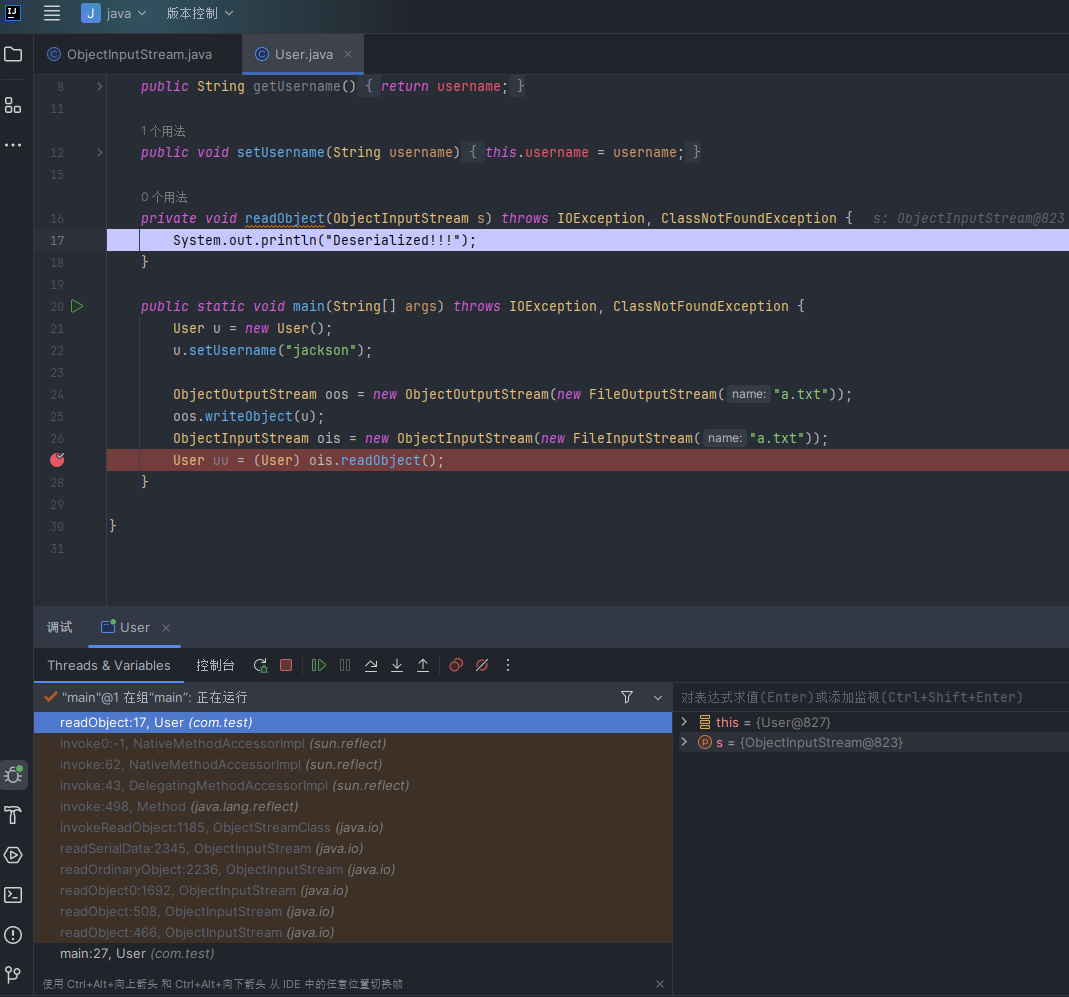 IJ
J java 版本控制
ObjectInputStream.java User.java
8 public String getUsername() { return username; }
11
1 个用法
12 public void setUsername(String username) { this.username = username; }
15
0 个用法
16 private void readObject(ObjectInputStream s) throws IOException, ClassNotFoundException { s: ObjectInputStream@823
17 System.out.println("Deserialized!!!");
18 }
19
20 public static void main(String[] args) throws IOException, ClassNotFoundException {
21 User u = new User();
22 u.setUsername("jackson");
23
24 ObjectOutputStream oos = new ObjectOutputStream(new FileOutputStream( name: "a.txt"));
25 oos.writeObject(u);
26 ObjectInputStream ois = new ObjectInputStream(new FileInputStream( name: "a.txt"));
User uu = (User) ois.readObject();
28 }
29
30 }
31
调试 User
Threads & Variables 控制台
"main"@1 在组"main": 正在运行
对表达式求值(Enter)或添加监视(Ctrl+Shift+Enter)
readObject:17, User (com.test)
this = {User@827}
invoke0:-1, NativeMethodAccessorImpl (sun.reflect)
s = {ObjectInputStream@823}
invoke:62, NativeMethodAccessorImpl (sun.reflect)
invoke:43, DelegatingMethodAccessorImpl (sun.reflect)
invoke:498, Method (java.lang.reflect)
invokeReadObject:1185, ObjectStreamClass (java.io)
readSerialData:2345, ObjectInputStream (java.io)
readOrdinaryObject:2236, ObjectInputStream (java.io)
readObject0:1692, ObjectInputStream (java.io)
readObject:508, ObjectInputStream (java.io)
readObject:466, ObjectInputStream (java.io)
main:27, User (com.test)
使用 Ctrl+Alt+向上箭头 和 Ctrl+Alt+向下箭头 从 IDE 中的任意位置切换帧